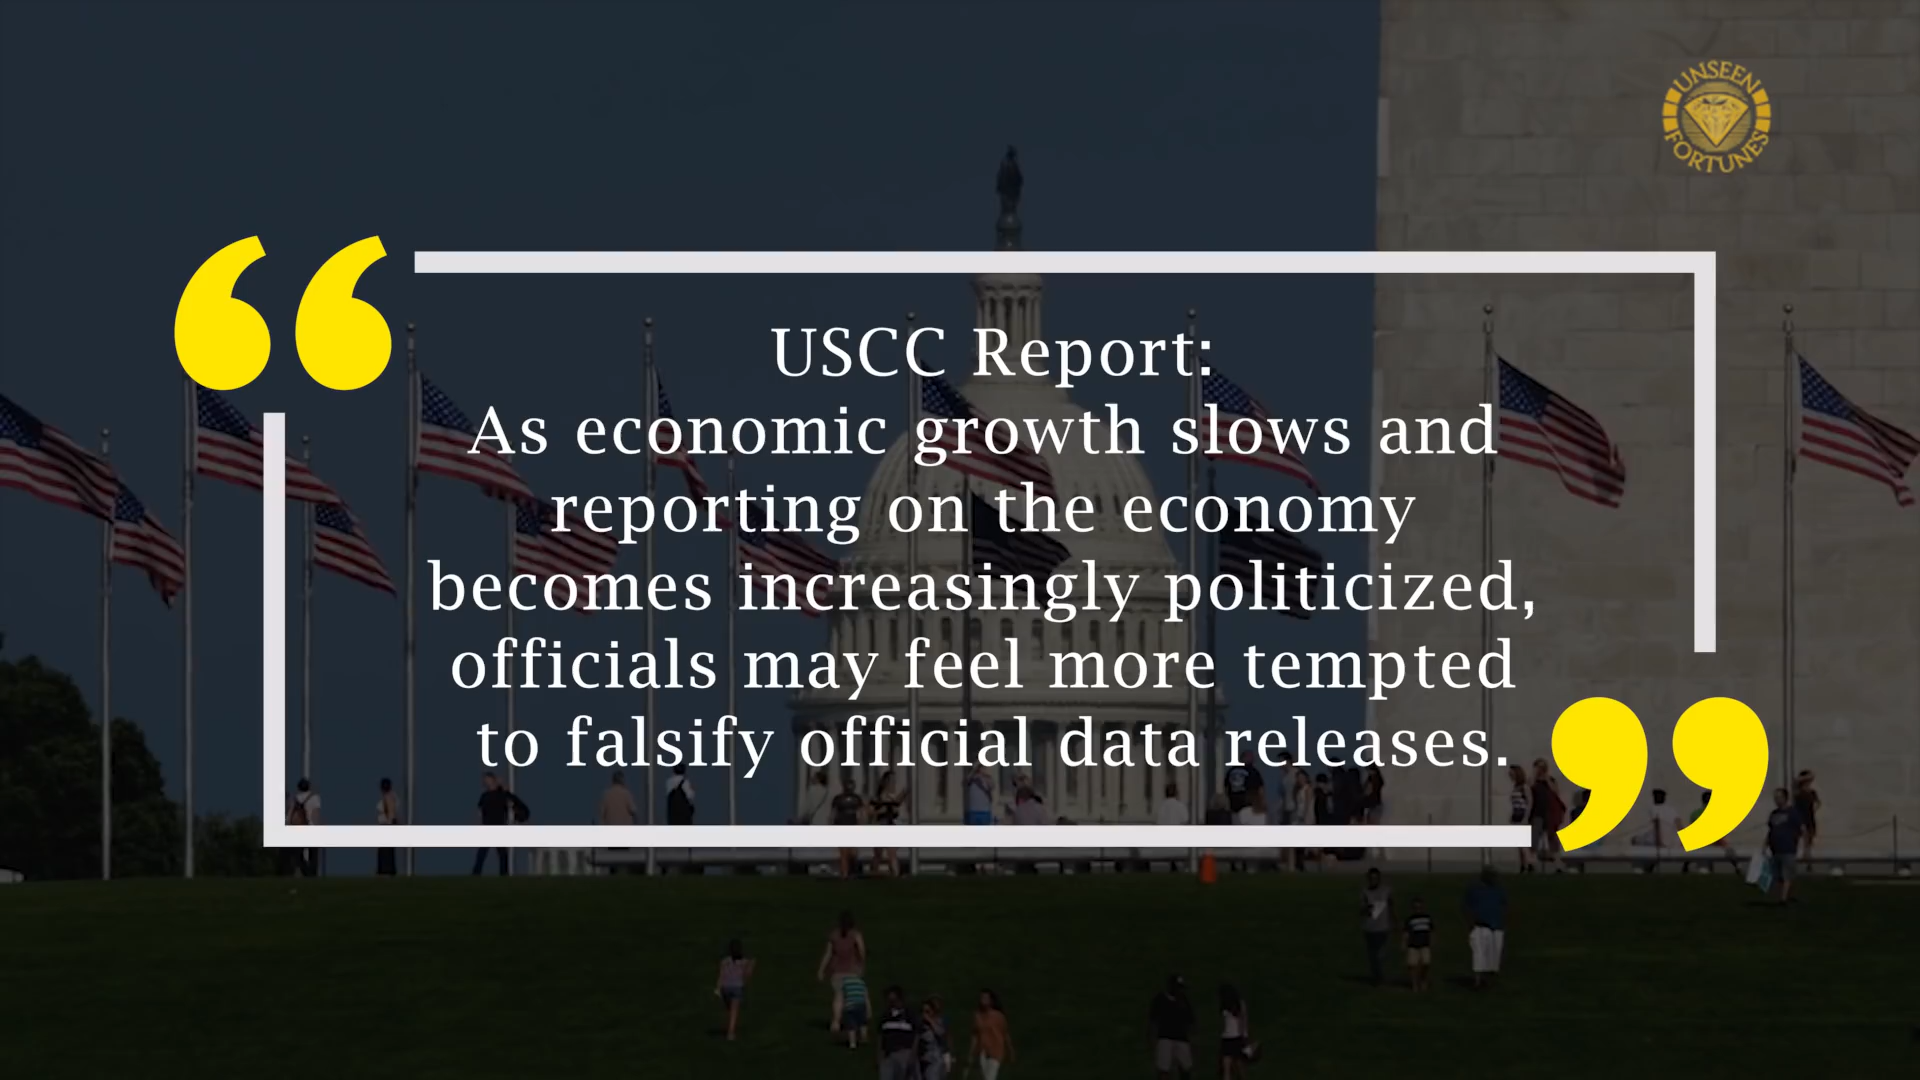 UNSEEN
FORTUNES
USCC Report:
As economic growth slows and
reporting on the economy
becomes increasingly politicized,
officials may feel more tempted
to falsify official data releases.